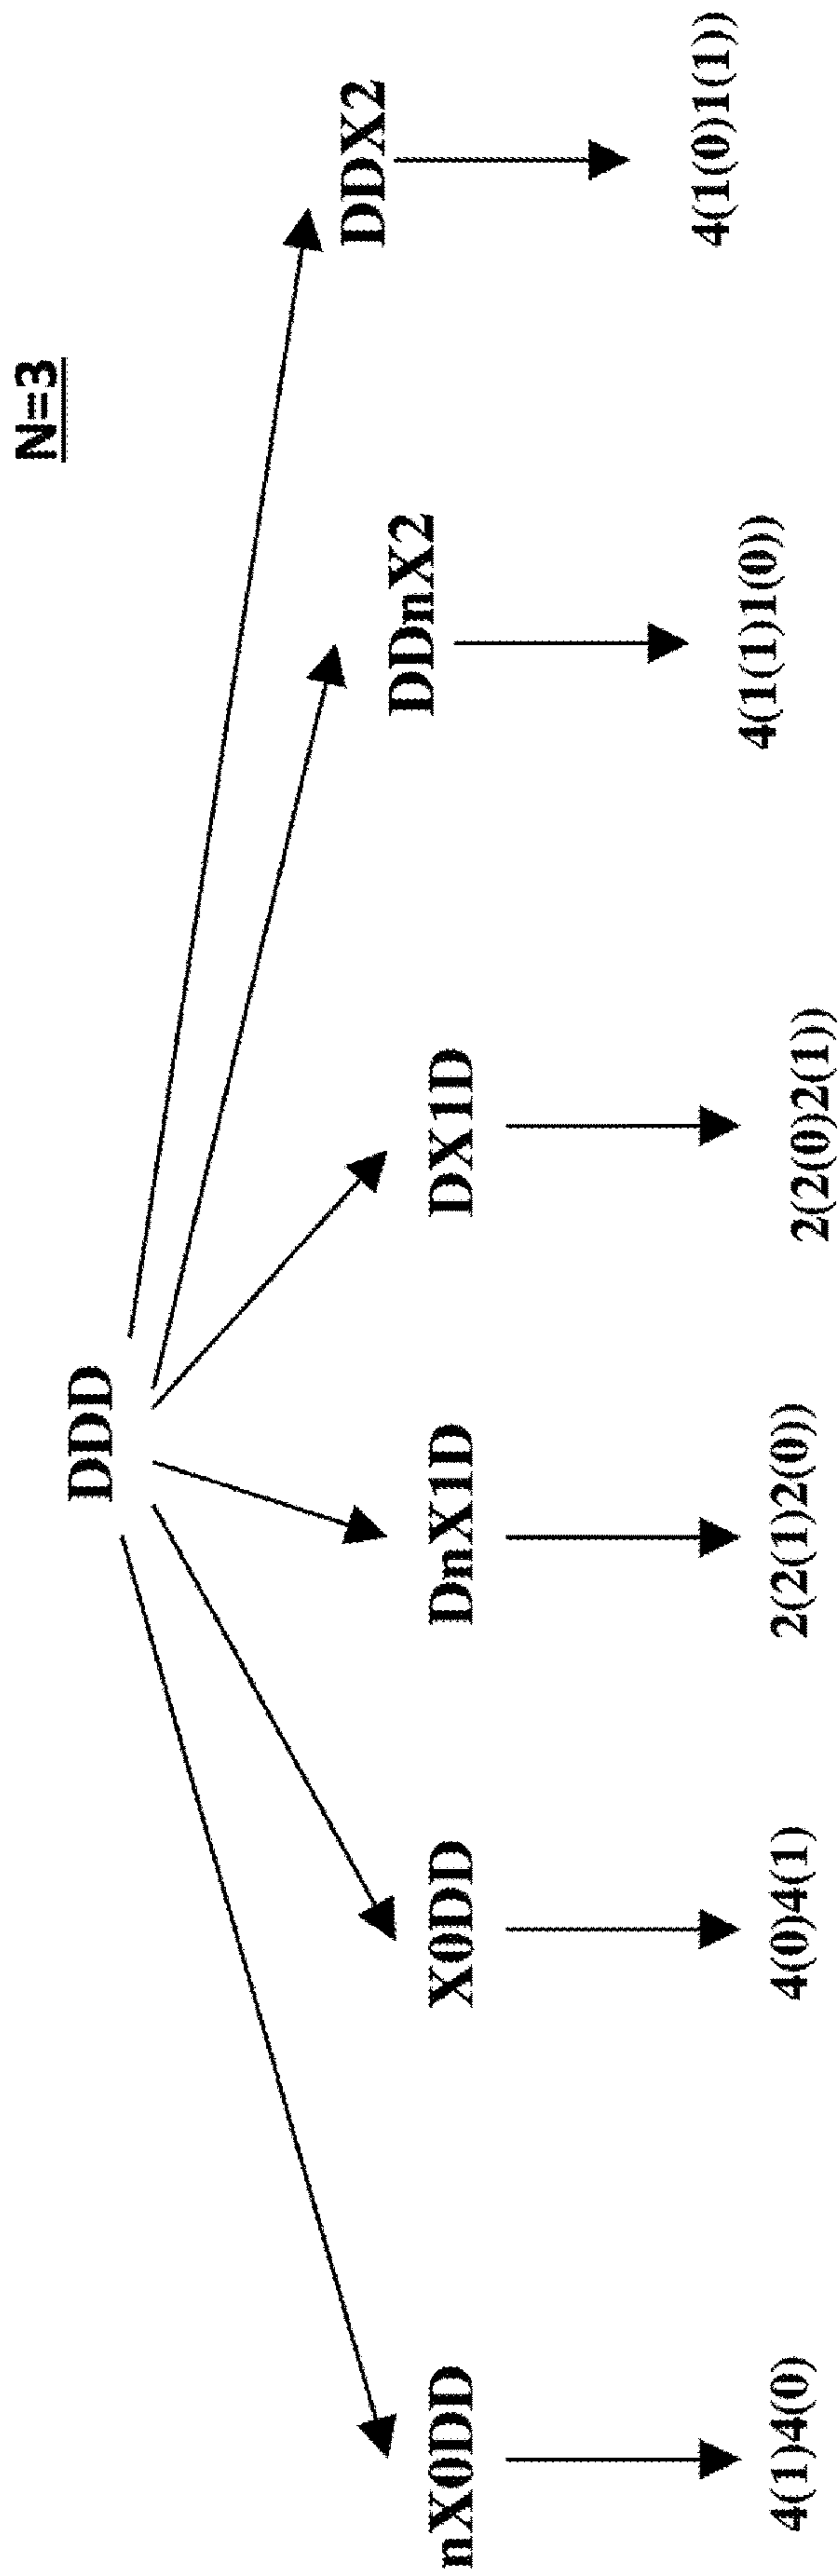 N=3
DDD
nX0DD
X0DD
DnX1D
DX1D
DDnX2
DDX2
4(1)4(0)
4(0)4(1)
2(2(1)2(0))
2(2(0)2(1))
4(1(1)1(0))
4(1(0)1(1))